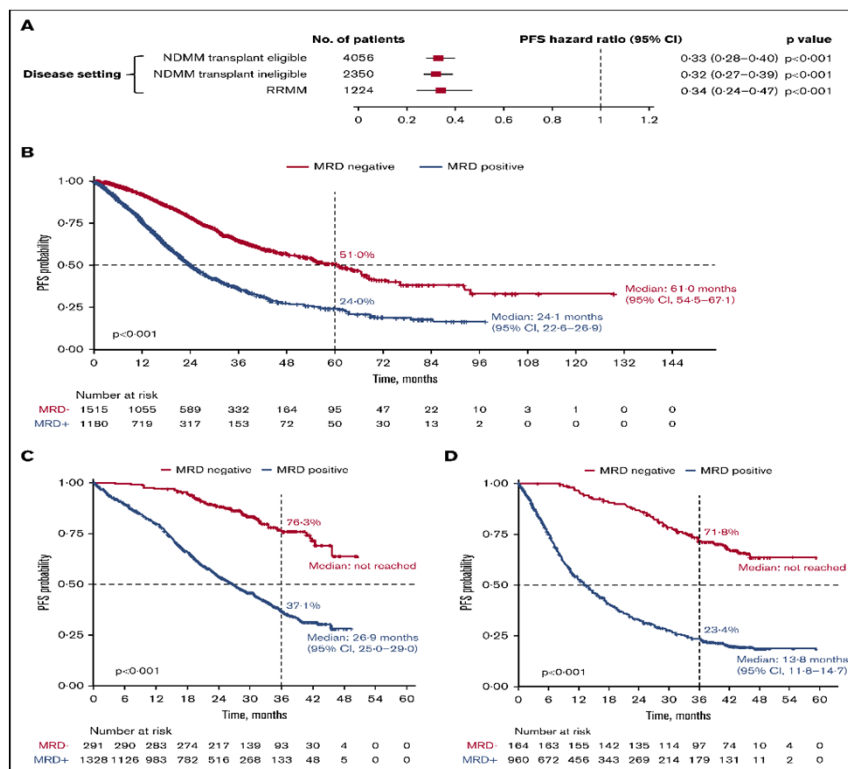 A
No. of patients PFS hazard ratio (95% CI) p value
NDMM transplant eligible 4056 0·33 (0·28–0·40) p<0·001
Disease setting NDMM transplant ineligible 2350 0·32 (0·27–0·39) p<0·001
RRMM 1224 0·34 (0·24–0·47) p<0·001
0 0·2 0·4 0·6 0·8 1 1·2
B
MRD negative MRD positive
1·00
0·75
PFS probability
0·50
0·25
0·00
51·0%
24·0%
Median: 61·0 months
(95% CI, 54·5–67·1)
Median: 24·1 months
(95% CI, 22·6–26·9)
p<0·001
0 12 24 36 48 60 72 84 96 108 120 132 144
Time, months
Number at risk
MRD- 1515 1055 589 332 164 95 47 22 10 3 1 0 0
MRD+ 1180 719 317 153 72 50 30 13 2 0 0 0 0
C
MRD negative MRD positive
1·00
0·75
PFS probability
0·50
0·25
0·00
76·3%
Median: not reached
37·1%
Median: 26·9 months
(95% CI, 25·0–29·0)
p<0·001
0 6 12 18 24 30 36 42 48 54 60
Time, months
Number at risk
MRD- 291 290 283 274 217 139 93 30 4 0 0
MRD+ 1328 1126 983 782 516 268 133 48 5 0 0
D
MRD negative MRD positive
1·00
0·75
PFS probability
0·50
0·25
0·00
71·8%
Median: not reached
23·4%
Median: 13·8 months
(95% CI, 11·8–14·7)
p<0·001
0 6 12 18 24 30 36 42 48 54 60
Time, months
Number at risk
MRD- 164 163 155 142 135 114 97 74 10 4 0
MRD+ 960 672 456 343 269 214 179 131 11 2 0